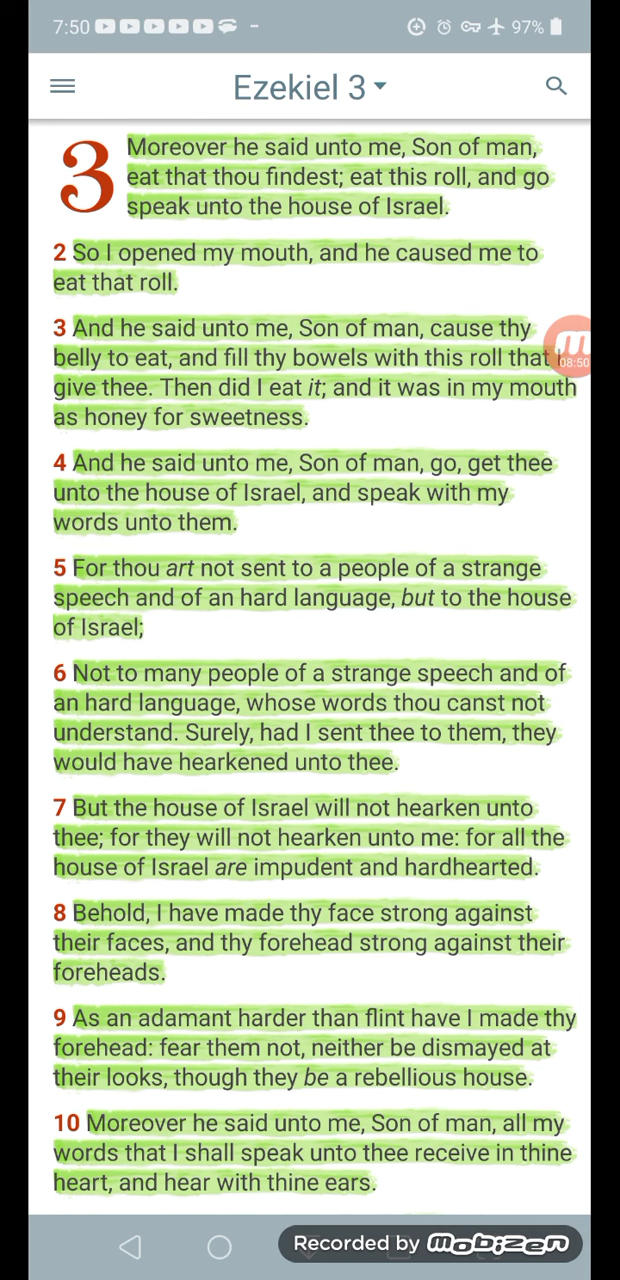 7:50 97%
Ezekiel 3
3 Moreover he said unto me, Son of man,
eat that thou findest; eat this roll, and go
speak unto the house of Israel.
2 So I opened my mouth, and he caused me to
eat that roll.
3 And he said unto me, Son of man, cause thy
belly to eat, and fill thy bowels with this roll that
08:50
give thee. Then did I eat it; and it was in my mouth
as honey for sweetness.
4 And he said unto me, Son of man, go, get thee
unto the house of Israel, and speak with my
words unto them.
5 For thou art not sent to a people of a strange
speech and of an hard language, but to the house
of Israel;
6 Not to many people of a strange speech and of
an hard language, whose words thou canst not
understand. Surely, had I sent thee to them, they
would have hearkened unto thee.
7 But the house of Israel will not hearken unto
thee; for they will not hearken unto me: for all the
house of Israel are impudent and hardhearted.
8 Behold, I have made thy face strong against
their faces, and thy forehead strong against their
foreheads.
9 As an adamant harder than flint have I made thy
forehead: fear them not, neither be dismayed at
their looks, though they be a rebellious house.
10 Moreover he said unto me, Son of man, all my
words that I shall speak unto thee receive in thine
heart, and hear with thine ears.
Recorded by Mobizen